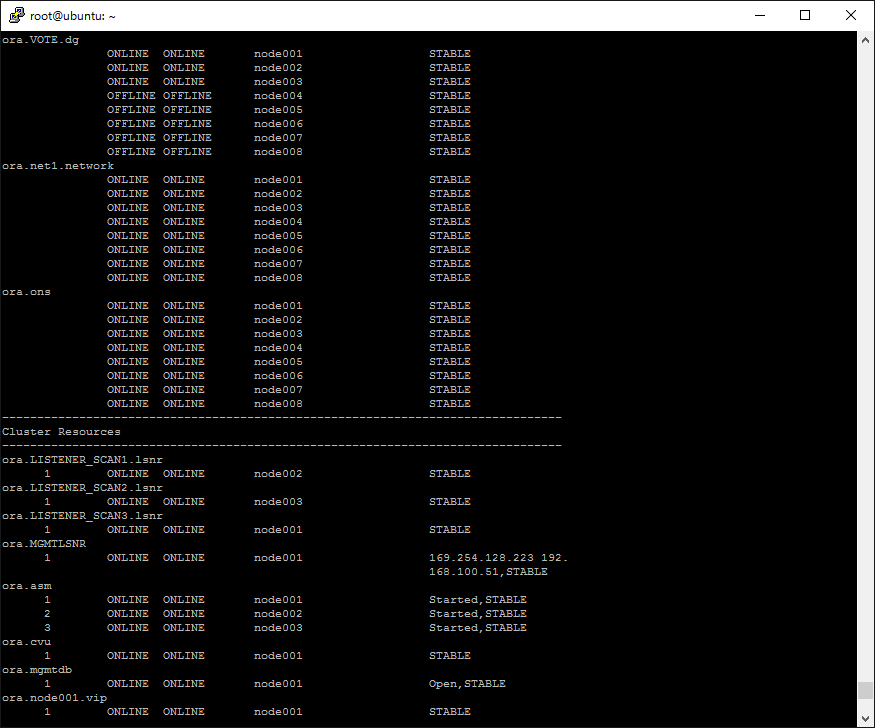 root@ubuntu: ~
ora.VOTE.dg
               ONLINE  ONLINE       node001                  STABLE
               ONLINE  ONLINE       node002                  STABLE
               ONLINE  ONLINE       node003                  STABLE
               OFFLINE OFFLINE      node004                  STABLE
               OFFLINE OFFLINE      node005                  STABLE
               OFFLINE OFFLINE      node006                  STABLE
               OFFLINE OFFLINE      node007                  STABLE
               OFFLINE OFFLINE      node008                  STABLE
ora.net1.network
               ONLINE  ONLINE       node001                  STABLE
               ONLINE  ONLINE       node002                  STABLE
               ONLINE  ONLINE       node003                  STABLE
               ONLINE  ONLINE       node004                  STABLE
               ONLINE  ONLINE       node005                  STABLE
               ONLINE  ONLINE       node006                  STABLE
               ONLINE  ONLINE       node007                  STABLE
               ONLINE  ONLINE       node008                  STABLE
ora.ons
               ONLINE  ONLINE       node001                  STABLE
               ONLINE  ONLINE       node002                  STABLE
               ONLINE  ONLINE       node003                  STABLE
               ONLINE  ONLINE       node004                  STABLE
               ONLINE  ONLINE       node005                  STABLE
               ONLINE  ONLINE       node006                  STABLE
               ONLINE  ONLINE       node007                  STABLE
               ONLINE  ONLINE       node008                  STABLE
--------------------------------------------------------------------------------
Cluster Resources
--------------------------------------------------------------------------------
ora.LISTENER_SCAN1.lsnr
      1        ONLINE  ONLINE       node002                  STABLE
ora.LISTENER_SCAN2.lsnr
      1        ONLINE  ONLINE       node003                  STABLE
ora.LISTENER_SCAN3.lsnr
      1        ONLINE  ONLINE       node001                  STABLE
ora.MGMTLSNR
      1        ONLINE  ONLINE       node001                  169.254.128.223 192.
                                                             168.100.51,STABLE
ora.asm
      1        ONLINE  ONLINE       node001                  Started,STABLE
      2        ONLINE  ONLINE       node002                  Started,STABLE
      3        ONLINE  ONLINE       node003                  Started,STABLE
ora.cvu
      1        ONLINE  ONLINE       node001                  STABLE
ora.mgmtdb
      1        ONLINE  ONLINE       node001                  Open,STABLE
ora.node001.vip
      1        ONLINE  ONLINE       node001                  STABLE